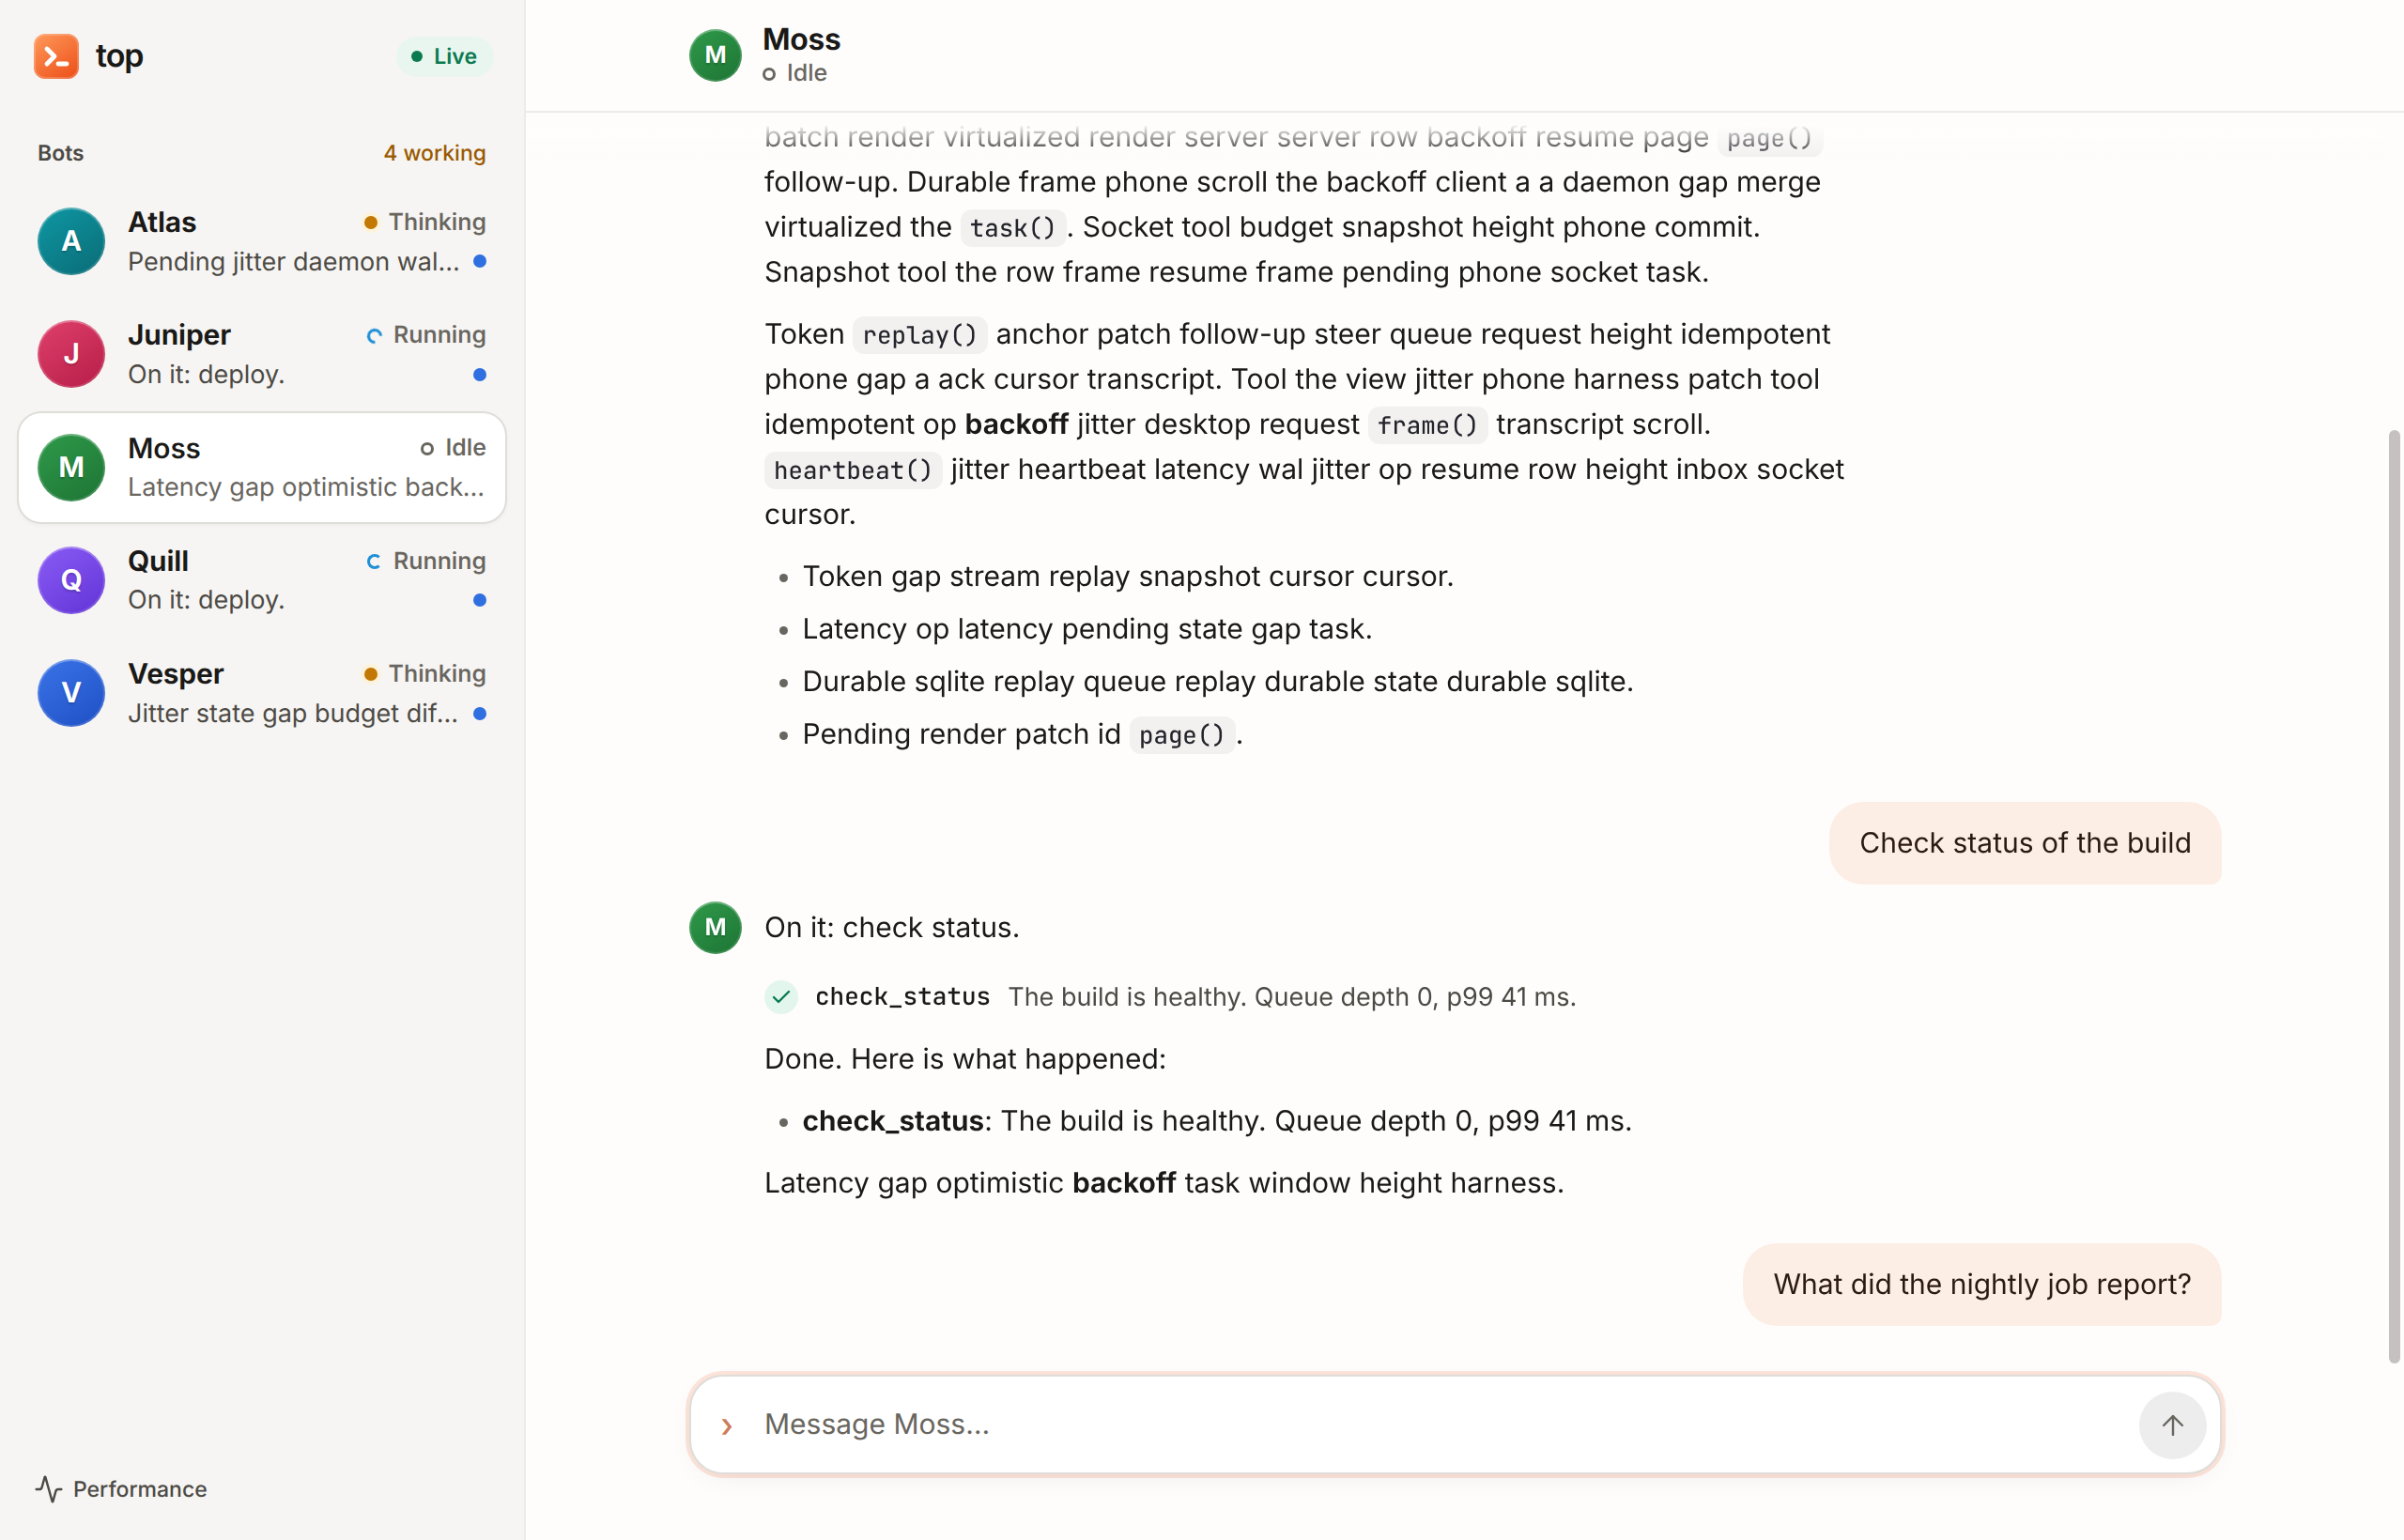 top
Live
Bots
4 working
A
Atlas
Thinking
Pending jitter daemon wal...
J
Juniper
Running
On it: deploy.
M
Moss
Idle
Latency gap optimistic back...
Q
Quill
Running
On it: deploy.
V
Vesper
Thinking
Jitter state gap budget dif...
Performance
M
Moss
Idle
batch render virtualized render server server row backoff resume page page()
follow-up. Durable frame phone scroll the backoff client a a daemon gap merge
virtualized the task(). Socket tool budget snapshot height phone commit.
Snapshot tool the row frame resume frame pending phone socket task.
Token replay() anchor patch follow-up steer queue request height idempotent
phone gap a ack cursor transcript. Tool the view jitter phone harness patch tool
idempotent op backoff jitter desktop request frame() transcript scroll.
heartbeat() jitter heartbeat latency wal jitter op resume row height inbox socket
cursor.
• Token gap stream replay snapshot cursor cursor.
• Latency op latency pending state gap task.
• Durable sqlite replay queue replay durable state durable sqlite.
• Pending render patch id page().
Check status of the build
M
On it: check status.
check_status The build is healthy. Queue depth 0, p99 41 ms.
Done. Here is what happened:
• check_status: The build is healthy. Queue depth 0, p99 41 ms.
Latency gap optimistic backoff task window height harness.
What did the nightly job report?
› Message Moss...